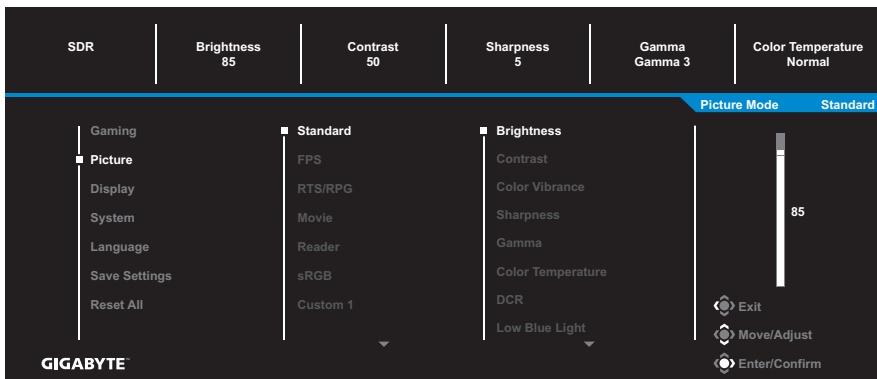 SDR
Brightness
85
Contrast
50
Sharpness
5
Gamma
Gamma 3
Color Temperature
Normal
Picture Mode Standard
Gaming
Picture
Display
System
Language
Save Settings
Reset All
Standard
FPS
RTS/RPG
Movie
Reader
sRGB
Custom 1
Brightness
Contrast
Color Vibrance
Sharpness
Gamma
Color Temperature
DCR
Low Blue Light
85
Exit
Move/Adjust
Enter/Confirm
GIGABYTE™